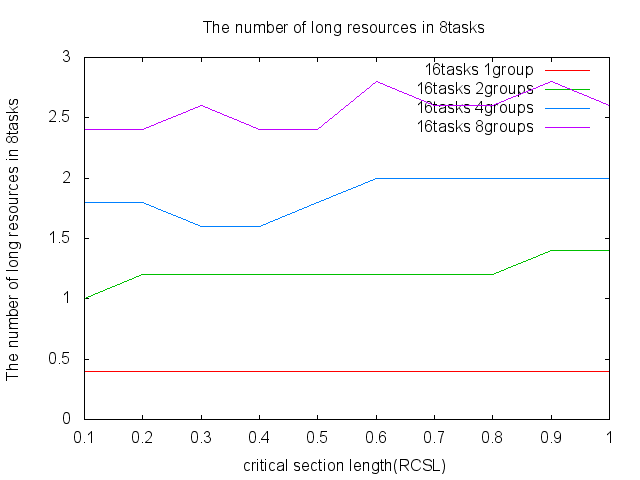 The number of long resources in 8tasks
The number of long resources in 8tasks
3
2.5
2
1.5
1
0.5
0
16tasks 1group
16tasks 2groups
16tasks 4groups
16tasks 8groups
0.1 0.2 0.3 0.4 0.5 0.6 0.7 0.8 0.9 1
critical section length(RCSL)